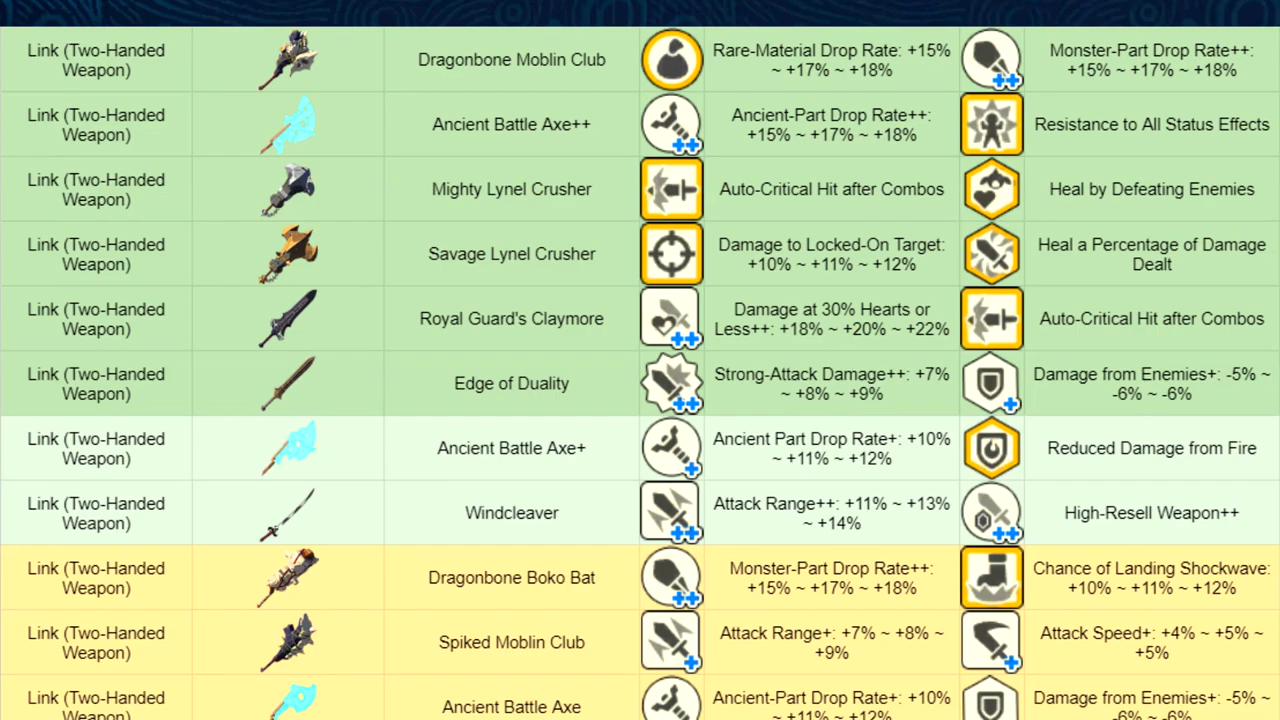 Link (Two-Handed
Weapon)
Dragonbone Moblin Club
Rare-Material Drop Rate: +15%
~ +17% ~ +18%
Monster-Part Drop Rate++:
+15% ~ +17% ~ +18%
Link (Two-Handed
Weapon)
Ancient Battle Axe++
Ancient-Part Drop Rate++:
+15% ~ +17% ~ +18%
Resistance to All Status Effects
Link (Two-Handed
Weapon)
Mighty Lynel Crusher
Auto-Critical Hit after Combos
Heal by Defeating Enemies
Link (Two-Handed
Weapon)
Savage Lynel Crusher
Damage to Locked-On Target:
+10% ~ +11% ~ +12%
Heal a Percentage of Damage
Dealt
Link (Two-Handed
Weapon)
Royal Guard's Claymore
Damage at 30% Hearts or
Less++: +18% ~ +20% ~ +22%
Auto-Critical Hit after Combos
Link (Two-Handed
Weapon)
Edge of Duality
Strong-Attack Damage++: +7%
~ +8% ~ +9%
Damage from Enemies+: -5% ~
-6% ~ -6%
Link (Two-Handed
Weapon)
Ancient Battle Axe+
Ancient Part Drop Rate+: +10%
~ +11% ~ +12%
Reduced Damage from Fire
Link (Two-Handed
Weapon)
Windcleaver
Attack Range++: +11% ~ +13%
~ +14%
High-Resell Weapon++
Link (Two-Handed
Weapon)
Dragonbone Boko Bat
Monster-Part Drop Rate++:
+15% ~ +17% ~ +18%
Chance of Landing Shockwave:
+10% ~ +11% ~ +12%
Link (Two-Handed
Weapon)
Spiked Moblin Club
Attack Range+: +7% ~ +8% ~
+9%
Attack Speed+: +4% ~ +5% ~
+5%
Link (Two-Handed
Weapon)
Ancient Battle Axe
Ancient-Part Drop Rate+: +10%
~ +11% ~ +12%
Damage from Enemies+: -5% ~
-6% ~ -6%